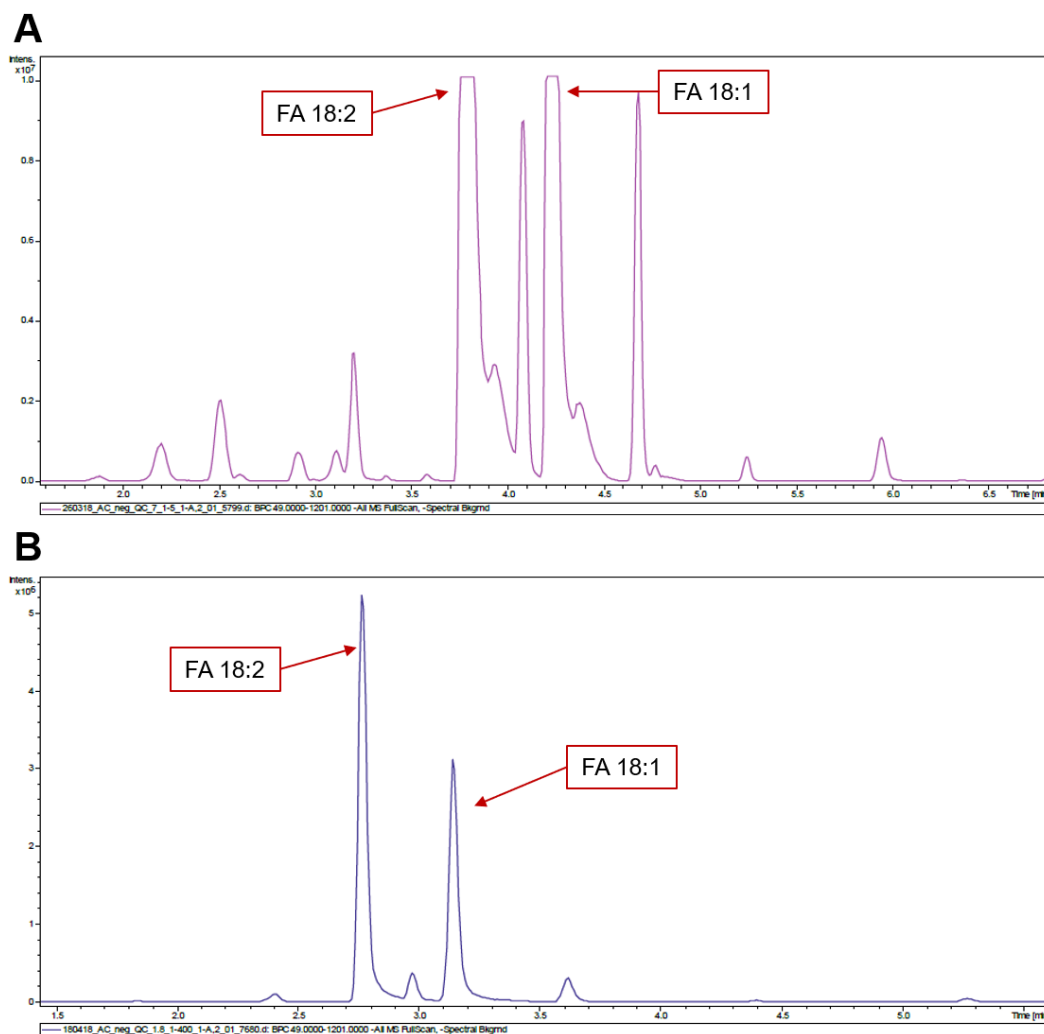 A
Intens.
x10⁷
1.0
0.8
0.6
0.4
0.2
0.0
FA 18:2
FA 18:1
2.0 2.5 3.0 3.5 4.0 4.5 5.0 5.5 6.0 6.5 Time [min
260318_AC_neg_QC_7_1-5_1-A,2_01_5799.d: BPC 49.0000-1201.0000 -All MS FullScan, -Spectral Bkgrnd
B
Intens.
x10⁶
5
4
3
2
1
0
FA 18:2
FA 18:1
1.5 2.0 2.5 3.0 3.5 4.0 4.5 5.0 Time [min
180418_AC_neg_QC_1.8_1-400_1-A,2_01_7680.d: BPC 49.0000-1201.0000 -All MS FullScan, -Spectral Bkgrnd